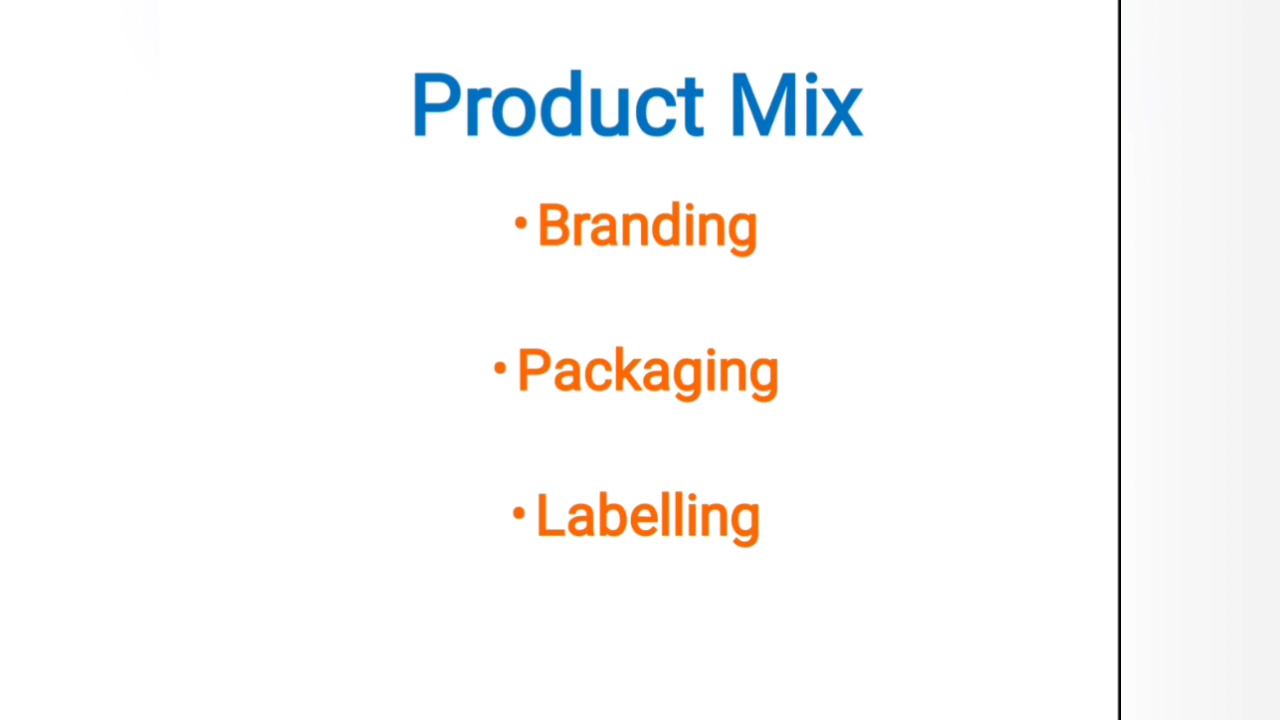 Product Mix
• Branding
• Packaging
• Labelling